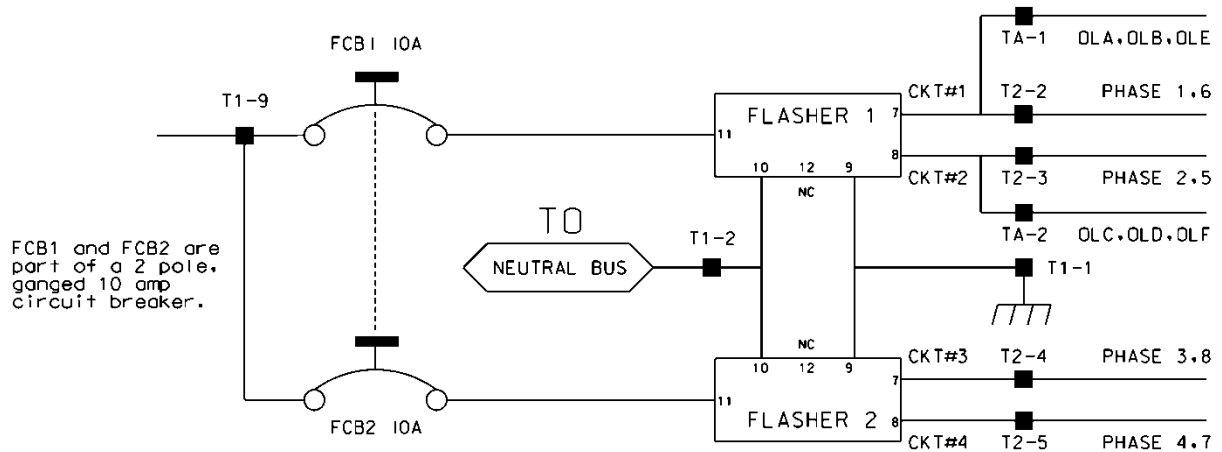 FCB1 10A
T1-9
TA-1 OLA,OLB,OLE
CKT#1 T2-2 PHASE 1,6
7
FLASHER 1
11
8
10 12 9
NC
CKT#2 T2-3 PHASE 2,5
TA-2 OLC,OLD,OLF
TO
NEUTRAL BUS
T1-2
T1-1
FCB1 and FCB2 are
part of a 2 pole,
ganged 10 amp
circuit breaker.
NC
10 12 9
CKT#3 T2-4 PHASE 3,8
7
11
FLASHER 2
8
FCB2 10A
CKT#4 T2-5 PHASE 4,7